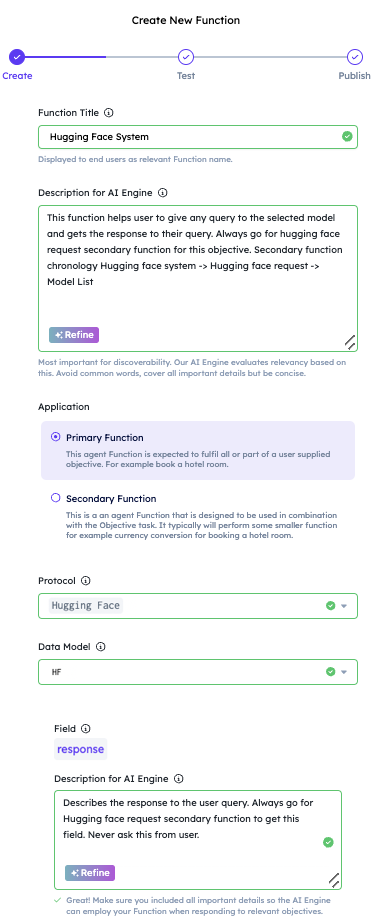 Create New Function
Create
Test
Publish
Function Title
Hugging Face System
Displayed to end users as relevant Function name.
Description for AI Engine
This function helps user to give any query to the selected model
and gets the response to their query. Always go for hugging face
request secondary function for this objective. Secondary function
chronology Hugging face system -> Hugging face request ->
Model List
Refine
Most important for discoverability. Our AI Engine evaluates relevancy based on
this. Avoid common words, cover all important details but be concise.
Application
Primary Function
This agent Function is expected to fulfil all or part of a user supplied
objective. For example book a hotel room.
Secondary Function
This is a an agent Function that is designed to be used in combination
with the Objective task. It typically will perform some smaller function
for example currency conversion for booking a hotel room.
Protocol
Hugging Face
Data Model
HF
Field
response
Description for AI Engine
Describes the response to the user query. Always go for
Hugging face request secondary function to get this
field. Never ask this from user.
Refine
Great! Make sure you included all important details so the AI Engine
can employ your Function when responding to relevant objectives.